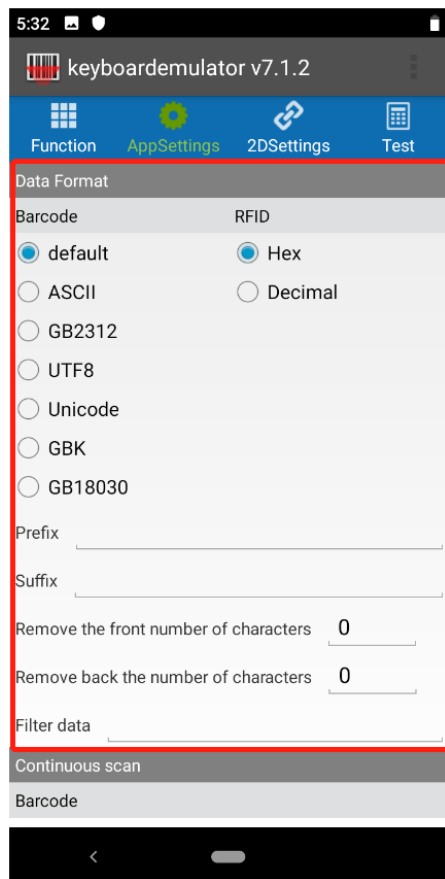 5:32
keyboardemulator v7.1.2
Function AppSettings 2DSettings Test
Data Format
Barcode RFID
default Hex
ASCII Decimal
GB2312
UTF8
Unicode
GBK
GB18030
Prefix
Suffix
Remove the front number of characters 0
Remove back the number of characters 0
Filter data
Continuous scan
Barcode